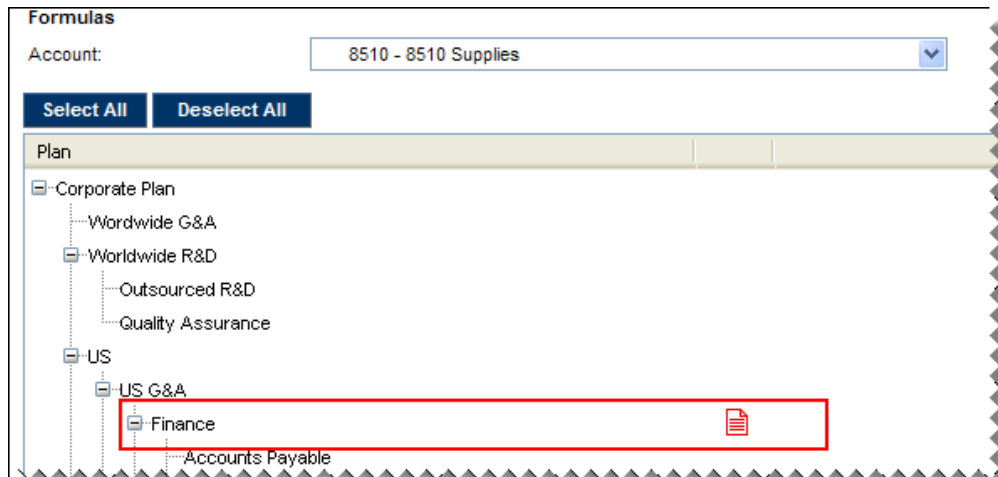 Formulas
Account: 8510 - 8510 Supplies
Select All Deselect All
Plan
Corporate Plan
Wordwide G&A
Worldwide R&D
Outsourced R&D
Quality Assurance
US
US G&A
Finance
Accounts Payable